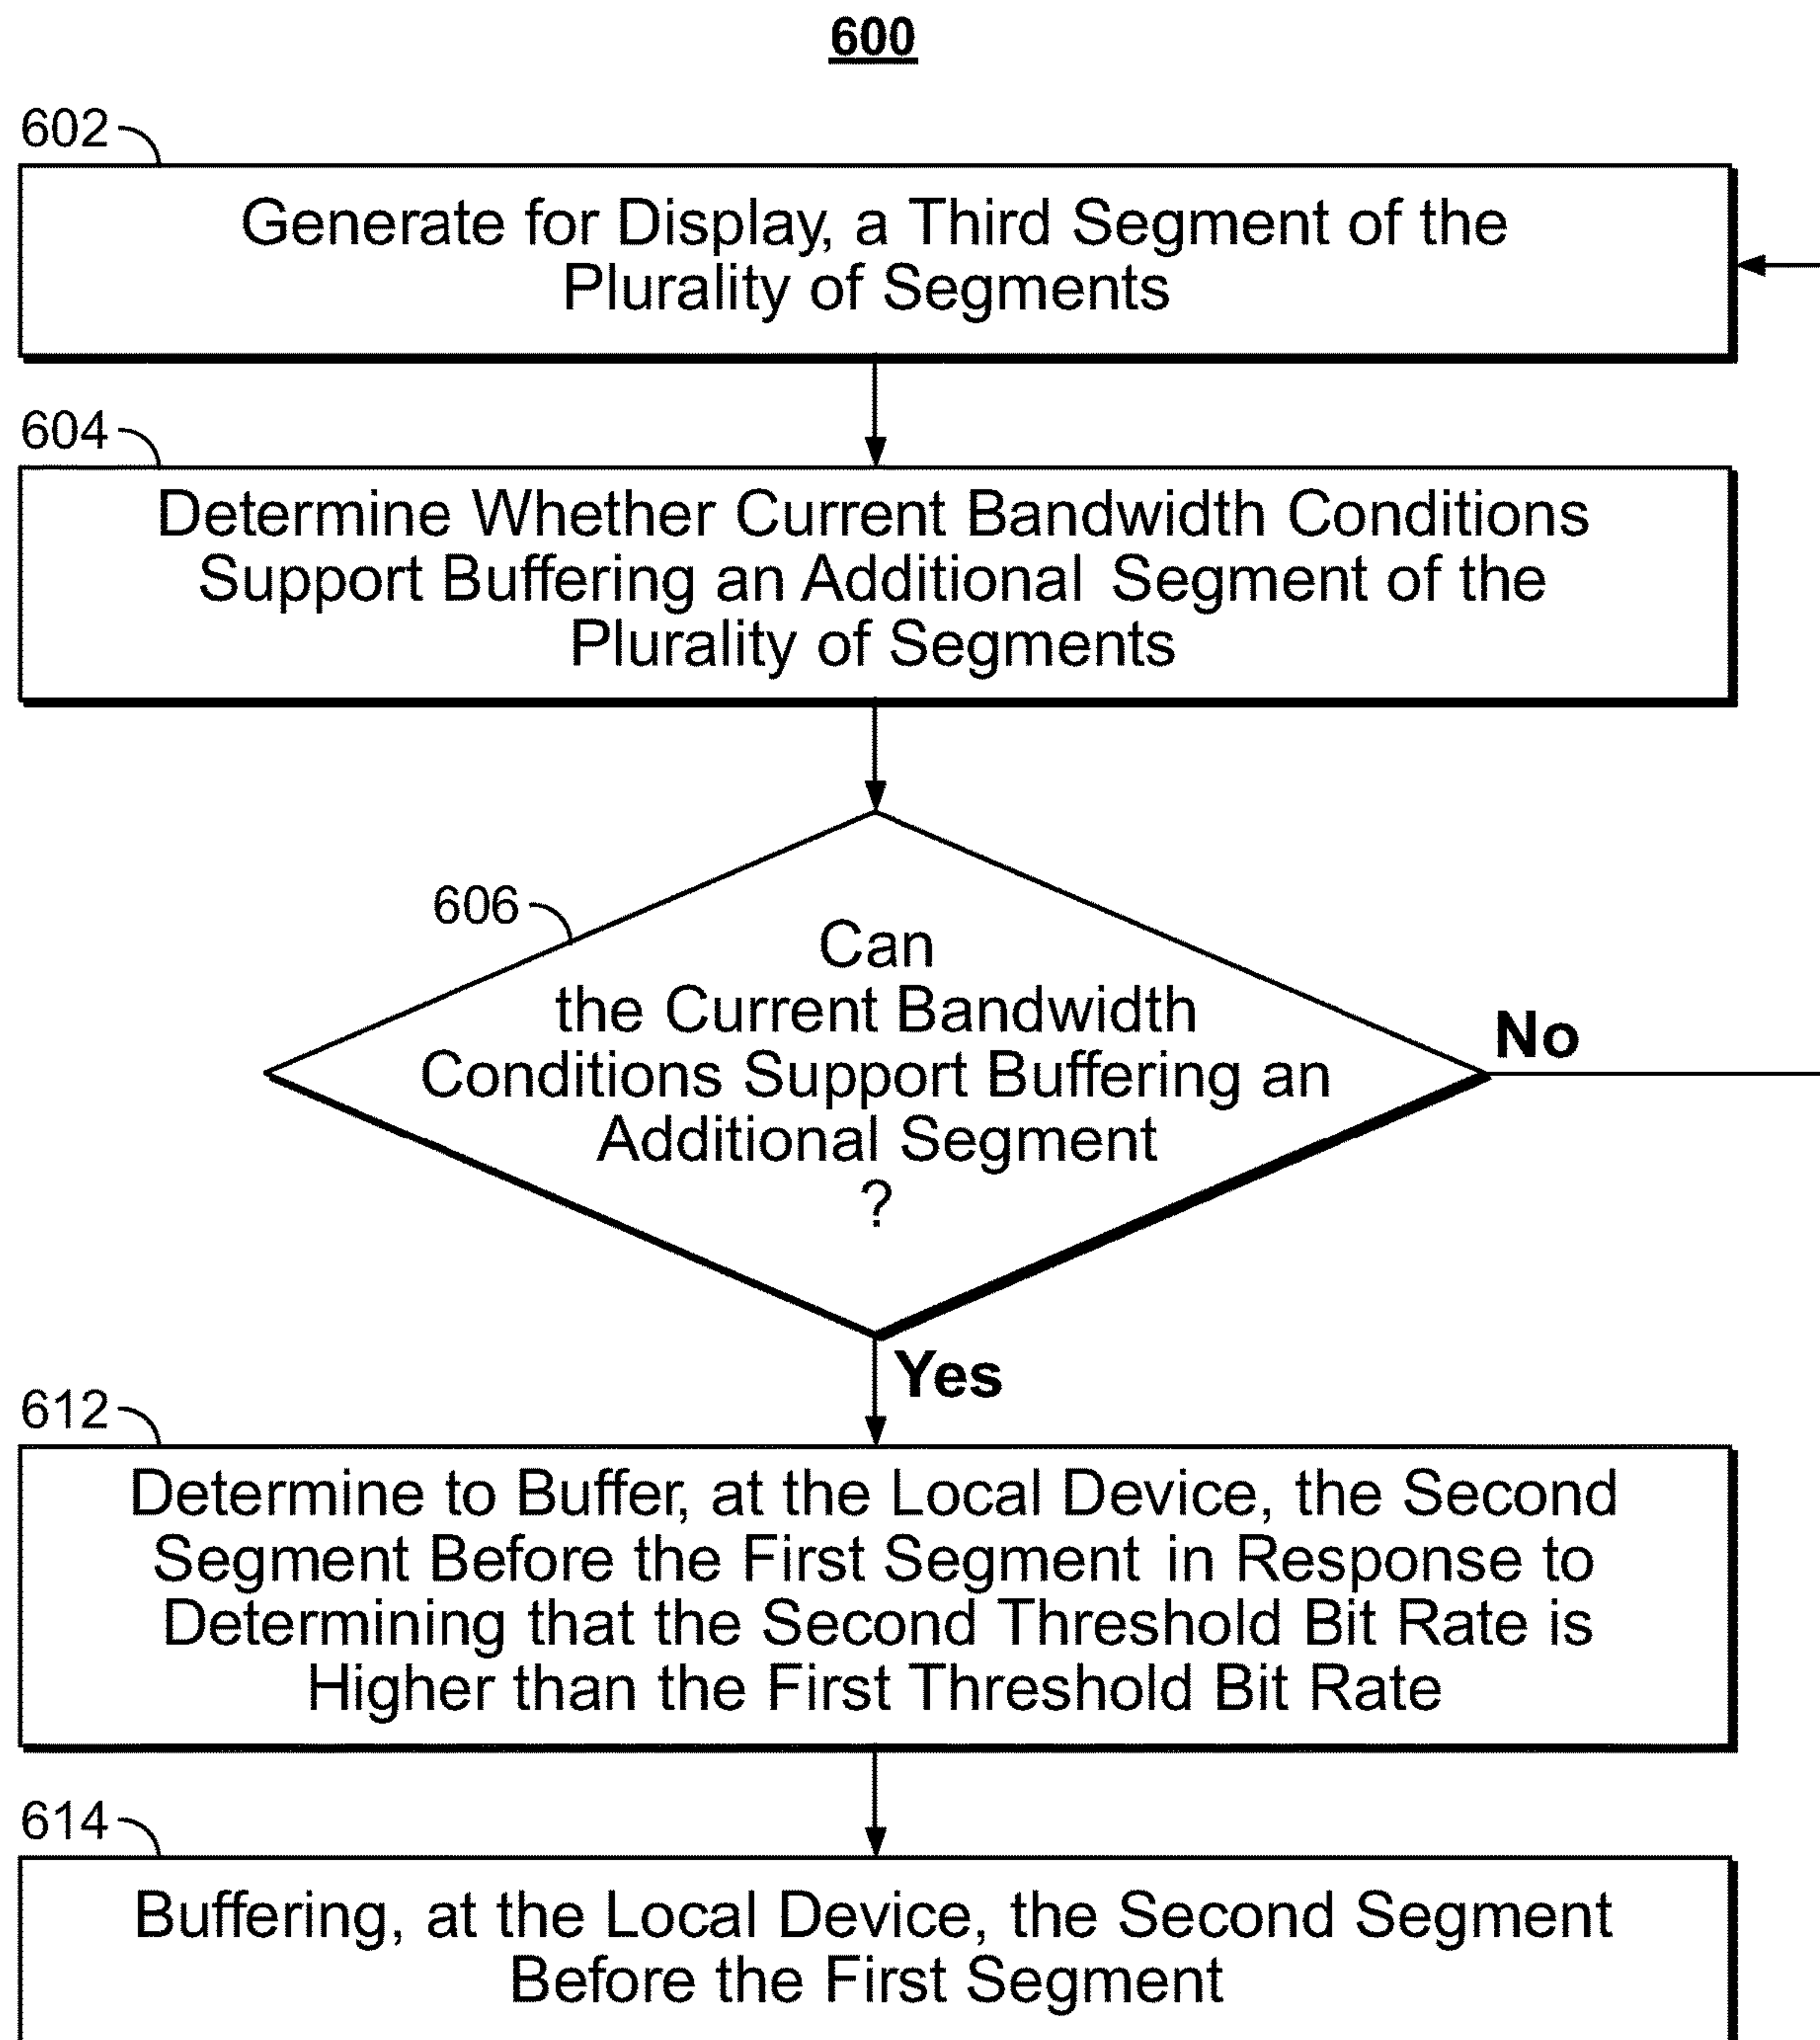 600
602
Generate for Display, a Third Segment of the
Plurality of Segments
604
Determine Whether Current Bandwidth Conditions
Support Buffering an Additional Segment of the
Plurality of Segments
606
Can
the Current Bandwidth
Conditions Support Buffering an
Additional Segment
?
No
Yes
612
Determine to Buffer, at the Local Device, the Second
Segment Before the First Segment in Response to
Determining that the Second Threshold Bit Rate is
Higher than the First Threshold Bit Rate
614
Buffering, at the Local Device, the Second Segment
Before the First Segment